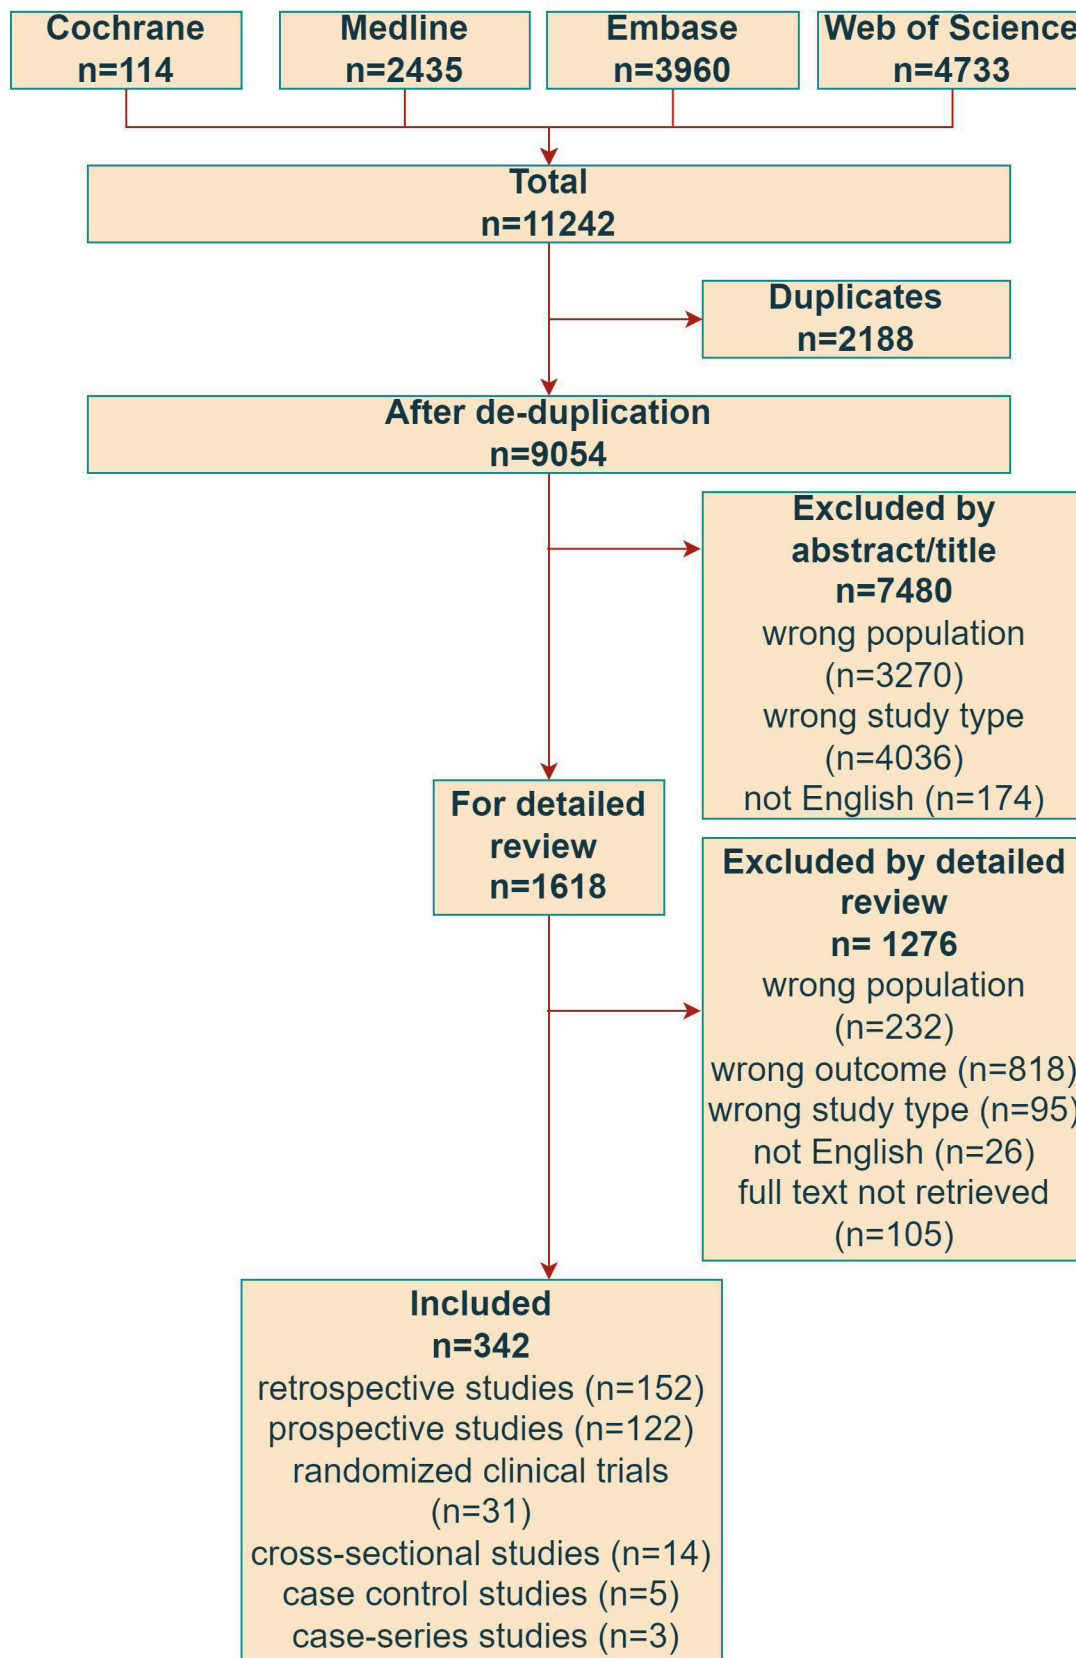 Cochrane
n=114
Medline
n=2435
Embase
n=3960
Web of Science
n=4733
Total
n=11242
Duplicates
n=2188
After de-duplication
n=9054
Excluded by
abstract/title
n=7480
wrong population
(n=3270)
wrong study type
(n=4036)
not English (n=174)
For detailed
review
n=1618
Excluded by detailed
review
n= 1276
wrong population
(n=232)
wrong outcome (n=818)
wrong study type (n=95)
not English (n=26)
full text not retrieved
(n=105)
Included
n=342
retrospective studies (n=152)
prospective studies (n=122)
randomized clinical trials
(n=31)
cross-sectional studies (n=14)
case control studies (n=5)
case-series studies (n=3)